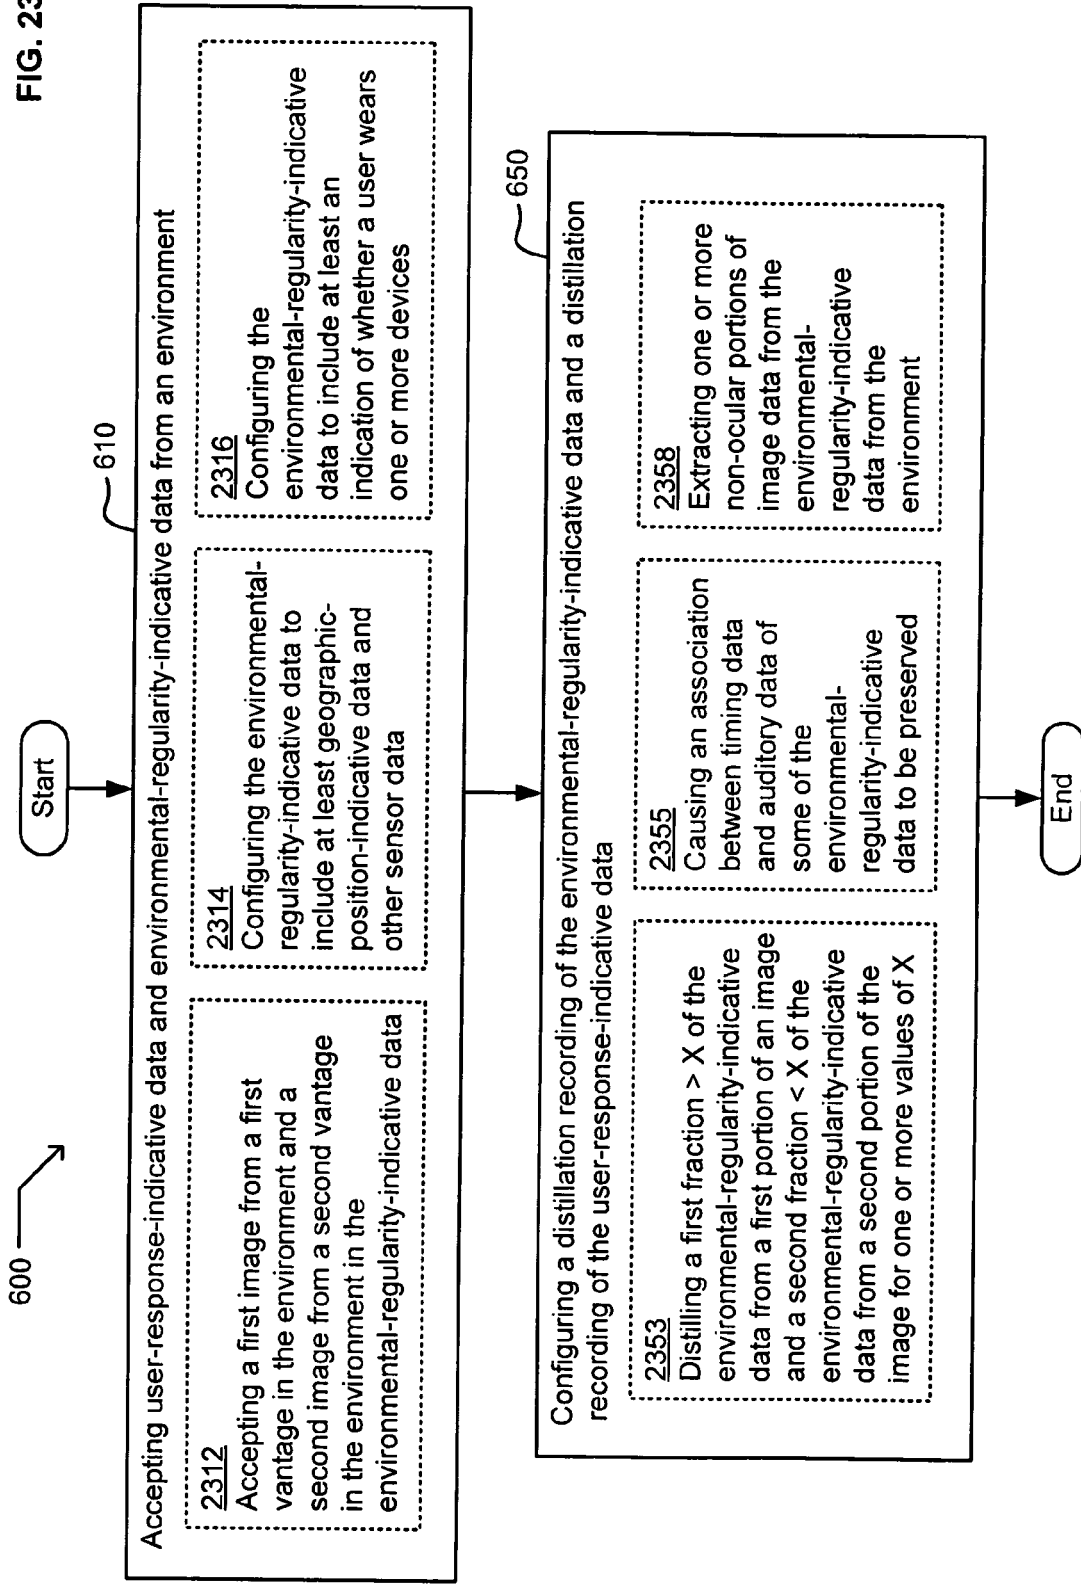 FIG. 23
600
Start
610
Accepting user-response-indicative data and environmental-regularity-indicative data from an environment
2312
Accepting a first image from a first
vantage in the environment and a
second image from a second vantage
in the environment in the
environmental-regularity-indicative data
2314
Configuring the environmental-
regularity-indicative data to
include at least geographic-
position-indicative data and
other sensor data
2316
Configuring the
environmental-regularity-indicative
data to include at least an
indication of whether a user wears
one or more devices
650
Configuring a distillation recording of the environmental-regularity-indicative data and a distillation
recording of the user-response-indicative data
2353
Distilling a first fraction > X of the
environmental-regularity-indicative
data from a first portion of an image
and a second fraction < X of the
environmental-regularity-indicative
data from a second portion of the
image for one or more values of X
2355
Causing an association
between timing data
and auditory data of
some of the
environmental-
regularity-indicative
data to be preserved
2358
Extracting one or more
non-ocular portions of
image data from the
environmental-
regularity-indicative
data from the
environment
End